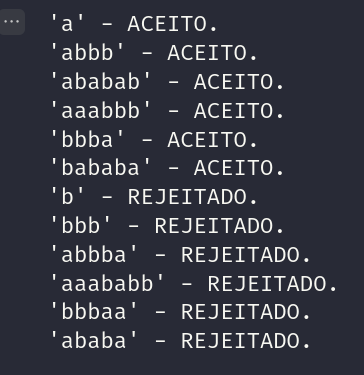 'a' - ACEITO.
'abbb' - ACEITO.
'ababab' - ACEITO.
'aaabbb' - ACEITO.
'bbba' - ACEITO.
'bababa' - ACEITO.
'b' - REJEITADO.
'bbb' - REJEITADO.
'abbba' - REJEITADO.
'aaababb' - REJEITADO.
'bbbaa' - REJEITADO.
'ababa' - REJEITADO.